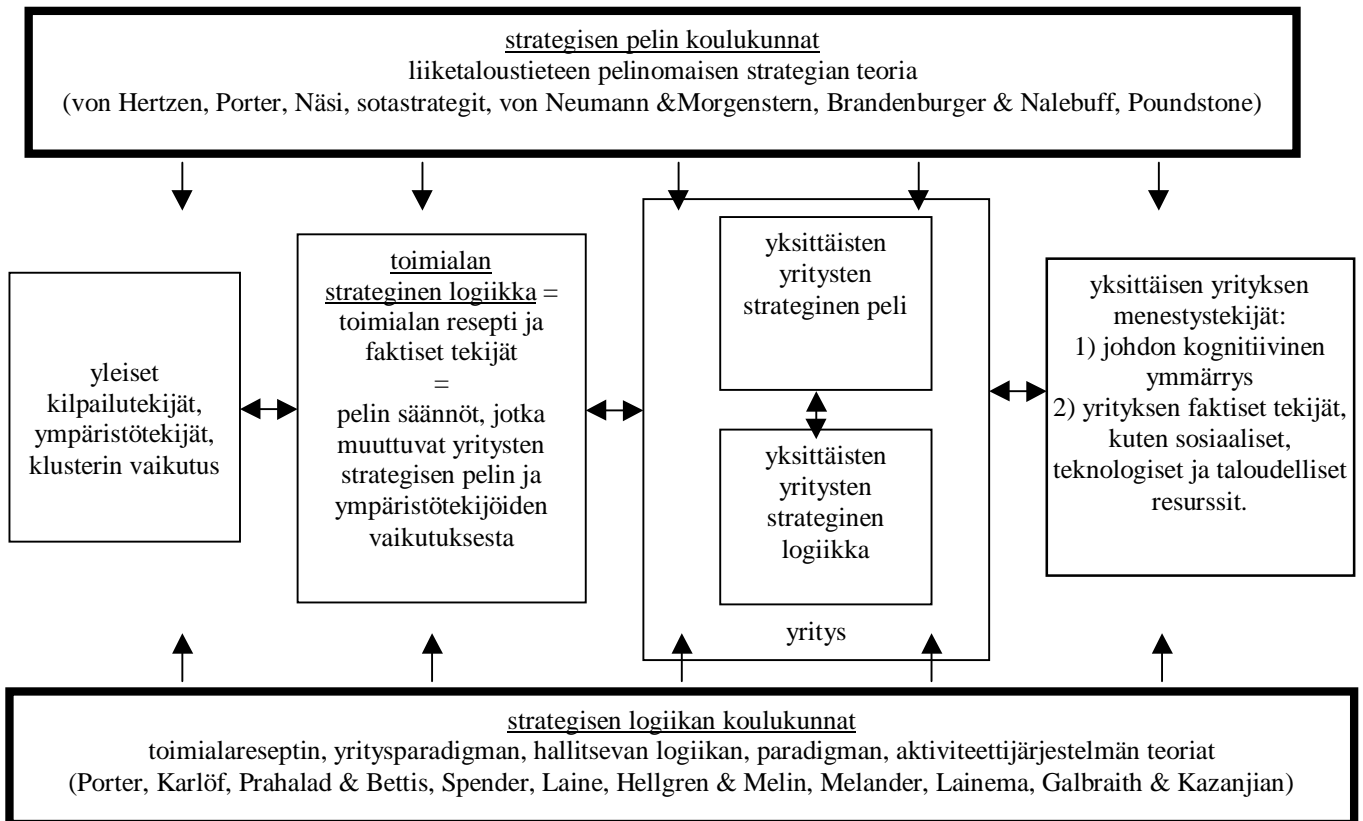 strategisen pelin koulukunnat
liiketaloustieteen pelinomaisen strategian teoria
(von Hertzen, Porter, Näsi, sotastrategit, von Neumann &Morgenstern, Brandenburger & Nalebuff, Poundstone)
yleiset
kilpailutekijät,
ympäristötekijät,
klusterin vaikutus
toimialan
strateginen logiikka =
toimialan resepti ja
faktiset tekijät
=
pelin säännöt, jotka
muuttuvat yritysten
strategisen pelin ja
ympäristötekijöiden
vaikutuksesta
yksittäisten
yritysten
strateginen peli
yksittäisten
yritysten
strateginen
logiikka
yritys
yksittäisen yrityksen
menestystekijät:
1) johdon kognitiivinen
ymmärrys
2) yrityksen faktiset tekijät,
kuten sosiaaliset,
teknologiset ja taloudelliset
resurssit.
strategisen logiikan koulukunnat
toimialareseptin, yritysparadigman, hallitsevan logiikan, paradigman, aktiviteettijärjestelmän teoriat
(Porter, Karlöf, Prahalad & Bettis, Spender, Laine, Hellgren & Melin, Melander, Lainema, Galbraith & Kazanjian)